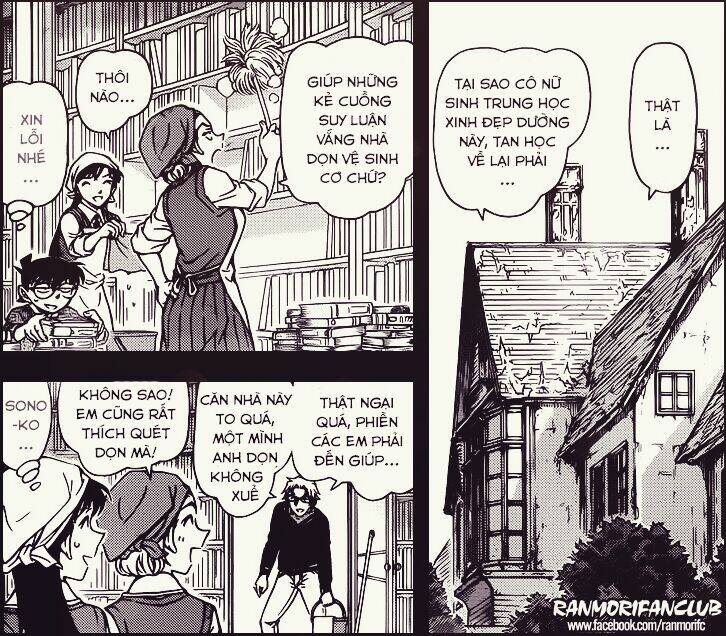 THẬT
LÀ ...
TẠI SAO CÔ NỮ
SINH TRUNG HỌC
XINH ĐẸP DƯỜNG
NÀY, TAN HỌC
VỀ LẠI PHẢI
...
GIÚP NHỮNG
KẺ CUỒNG
SUY LUẬN
VẮNG NHÀ
DỌN VỆ SINH
CƠ CHỨ?
THÔI
NÀO...
XIN
LỖI
NHÉ
...
THẬT NGẠI
QUÁ, PHIỀN
CÁC EM PHẢI
ĐẾN GIÚP...
CĂN NHÀ NÀY
TO QUÁ,
MỘT MÌNH
ANH DỌN
KHÔNG
XUỂ
KHÔNG SAO!
EM CŨNG RẤT
THÍCH QUÉT
DỌN MÀ!
SONO
-KO
...
RANMORIFANCLUB
www.facebook.com/ranmorifc